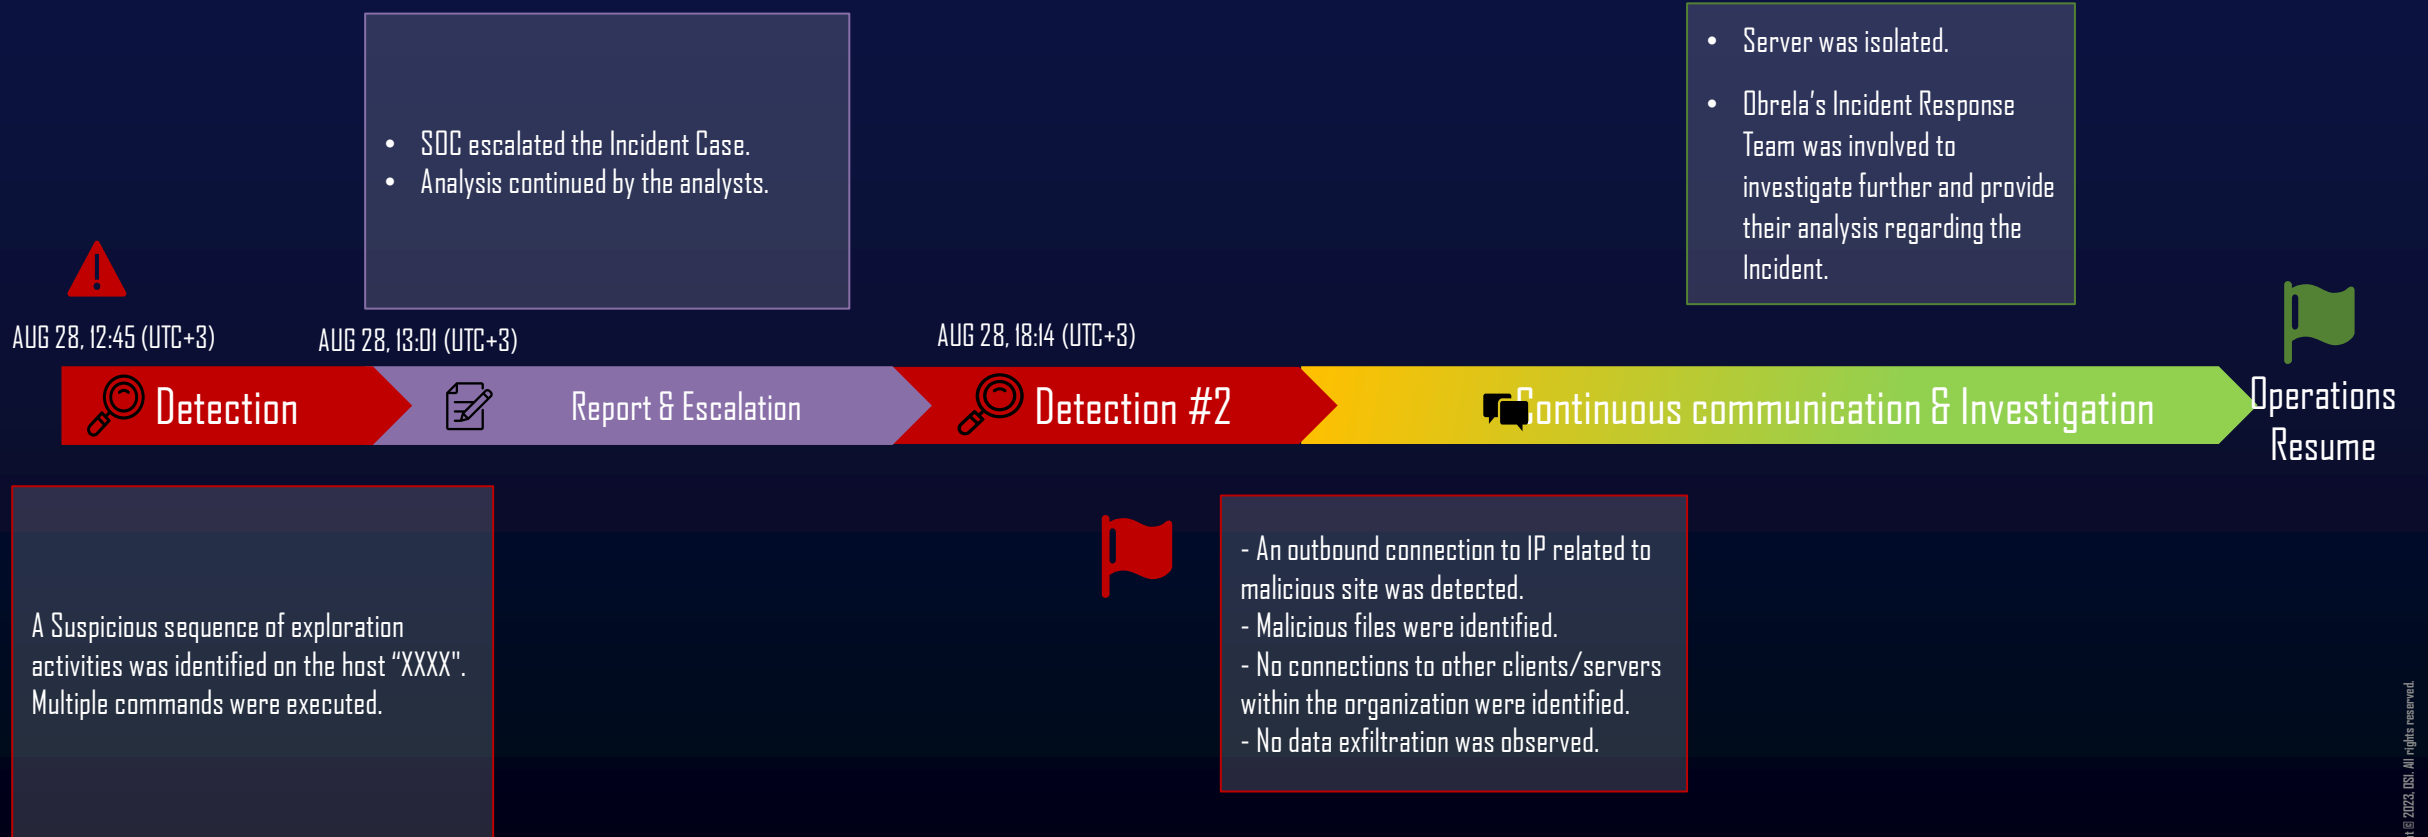 • SOC escalated the Incident Case.
• Analysis continued by the analysts.
• Server was isolated.
• Obrela's Incident Response
Team was involved to
investigate further and provide
their analysis regarding the
Incident.
AUG 28, 12:45 (UTC+3)
AUG 28, 13:01 (UTC+3)
AUG 28, 18:14 (UTC+3)
Detection
Report & Escalation
Detection #2
Continuous communication & Investigation
Operations
Resume
A Suspicious sequence of exploration
activities was identified on the host “XXXX".
Multiple commands were executed.
- An outbound connection to IP related to
malicious site was detected.
- Malicious files were identified.
- No connections to other clients/servers
within the organization were identified.
- No data exfiltration was observed.
© 2023, OSI. All rights reserved.